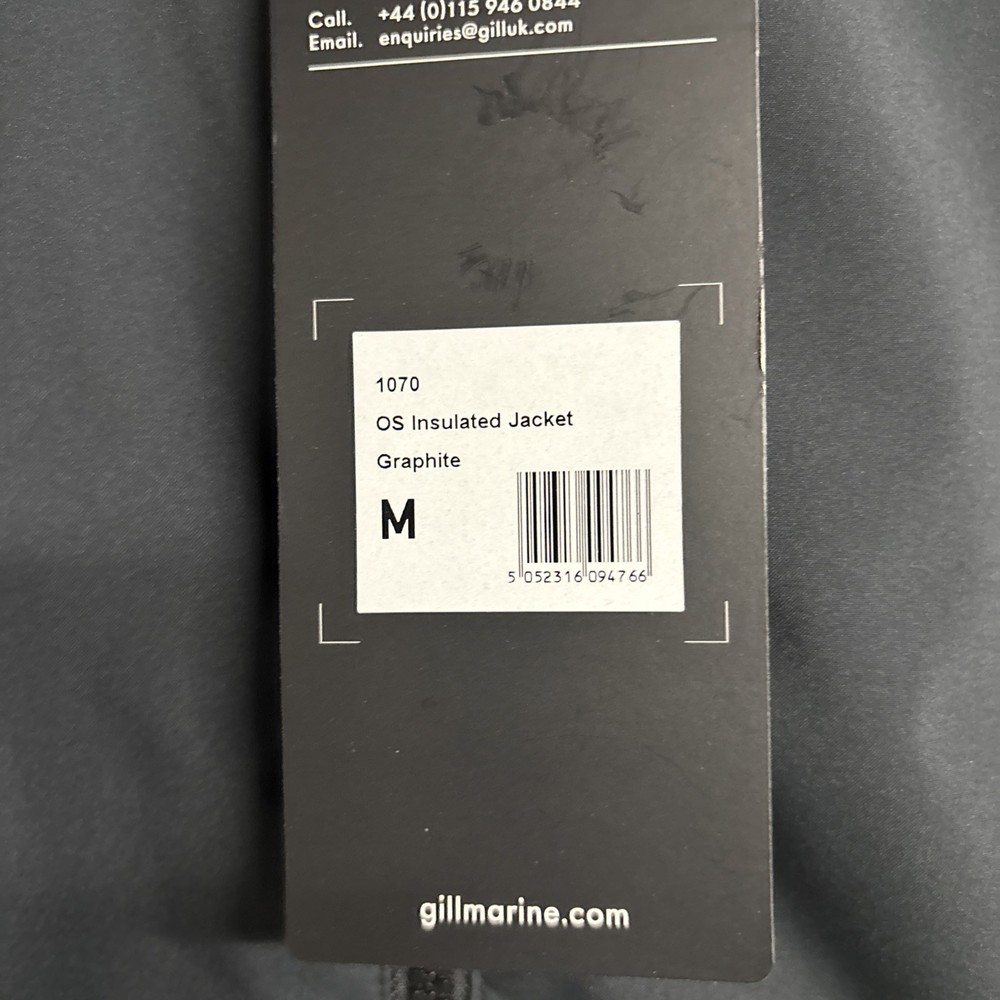 Call. +44 (0)115 946 0844
Email. enquiries@gilluk.com
1070
OS Insulated Jacket
Graphite
M
5 052316 094766
gillmarine.com